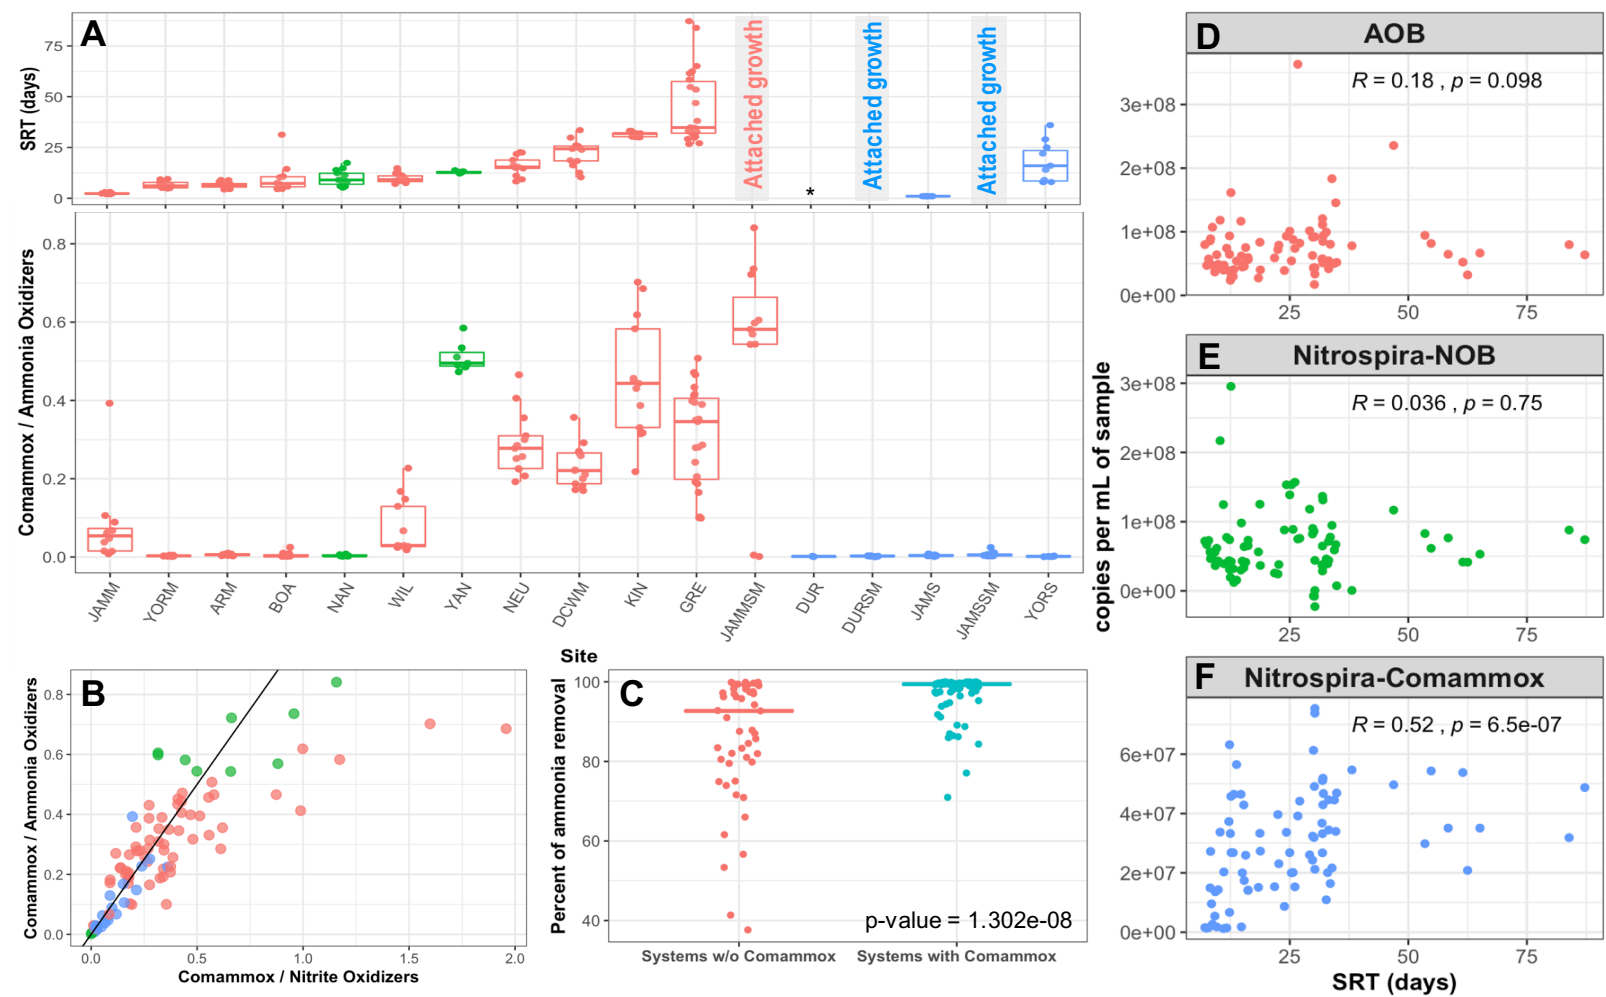 A
SRT (days)
75
50
25
0
Attached growth
*
Attached growth
Attached growth
Comammox / Ammonia Oxidizers
0.8
0.6
0.4
0.2
0.0
JAMM
YORM
ARM
BOA
NAN
WIL
YAN
NEU
DCWM
KIN
GRE
JAMMSM
DUR
DURSM
JAMS
JAMSSM
YORS
Site
B
Comammox / Ammonia Oxidizers
0.8
0.6
0.4
0.2
0.0
0.0
0.5
1.0
1.5
2.0
Comammox / Nitrite Oxidizers
C
Percent of ammonia removal
100
80
60
40
p-value = 1.302e-08
Systems w/o Comammox
Systems with Comammox
copies per mL of sample
D
AOB
R = 0.18 , p = 0.098
3e+08
2e+08
1e+08
0e+00
25
50
75
E
Nitrospira-NOB
R = 0.036 , p = 0.75
3e+08
2e+08
1e+08
0e+00
25
50
75
F
Nitrospira-Comammox
R = 0.52 , p = 6.5e-07
6e+07
4e+07
2e+07
0e+00
25
50
75
SRT (days)